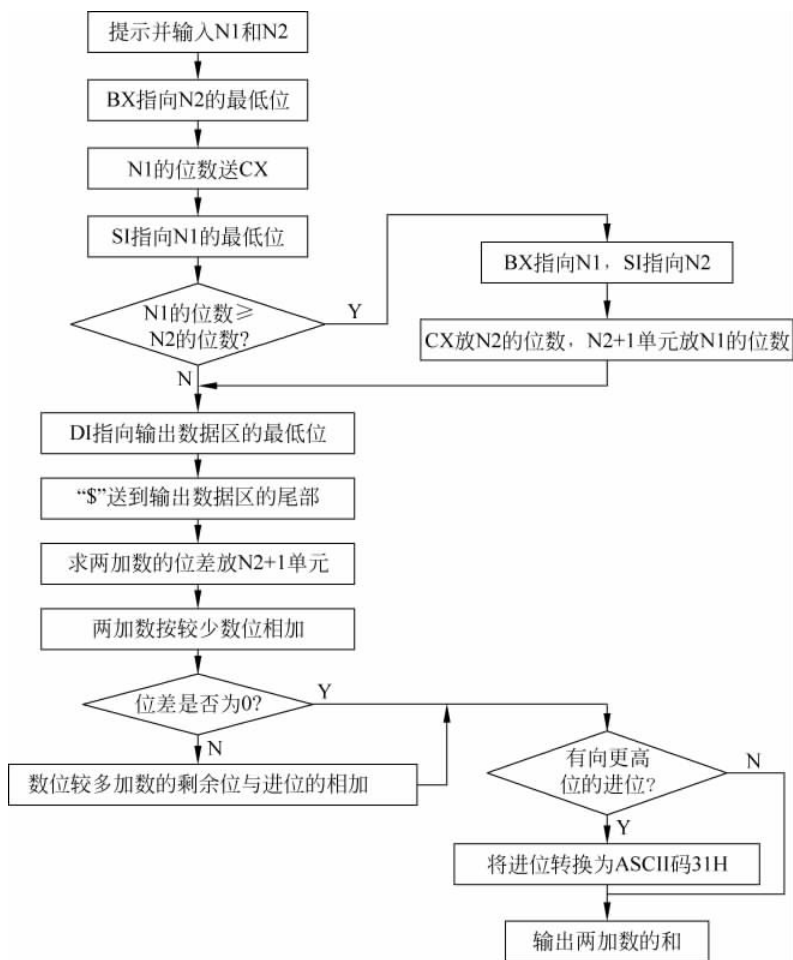 提示并输入N1和N2
BX指向N2的最低位
N1的位数送CX
SI指向N1的最低位
N1的位数≥
N2的位数?
Y
BX指向N1，SI指向N2
CX放N2的位数，N2+1单元放N1的位数
N
DI指向输出数据区的最低位
“$”送到输出数据区的尾部
求两加数的位差放N2+1单元
两加数按较少数位相加
位差是否为0?
Y
N
数位较多加数的剩余位与进位的相加
有向更高
位的进位?
N
Y
将进位转换为ASCII码31H
输出两加数的和